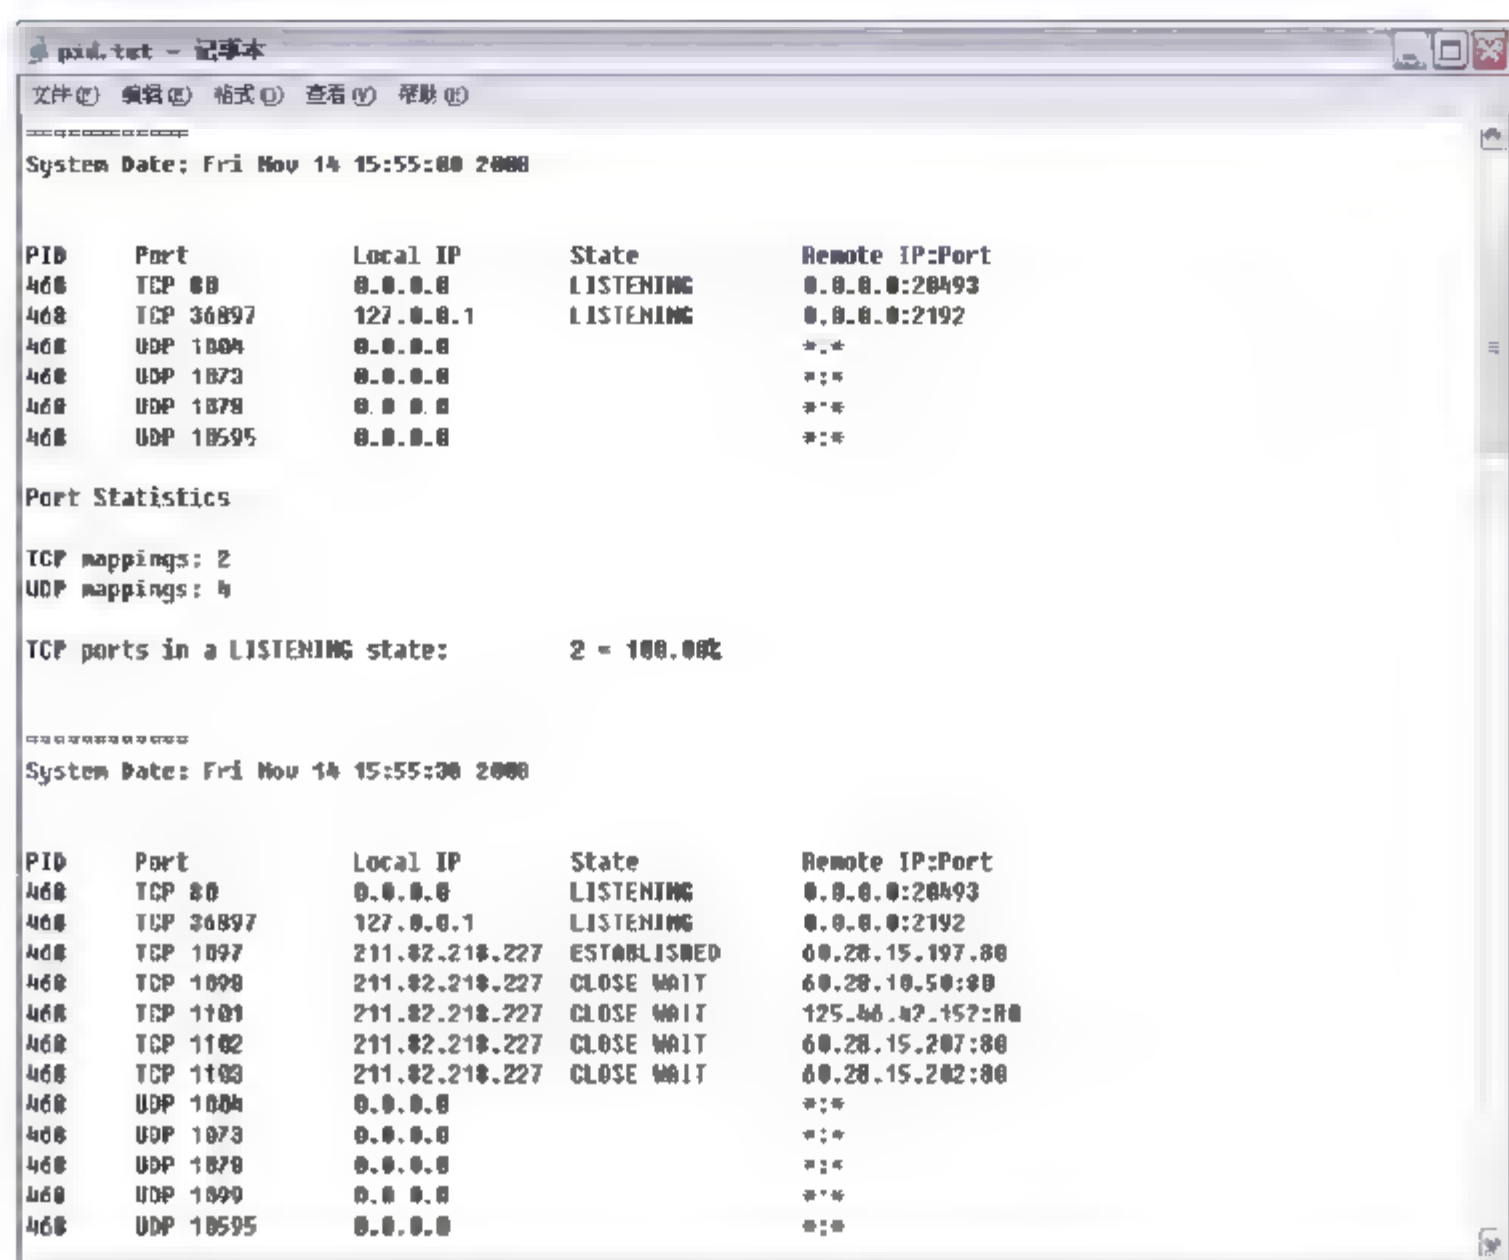 pid.txt - 记事本
文件(F) 编辑(E) 格式(O) 查看(V) 帮助(H)
============
System Date: Fri Nov 14 15:55:00 2008
PID Port Local IP State Remote IP:Port
468 TCP 80 0.0.0.0 LISTENING 0.0.0.0:20493
468 TCP 36897 127.0.0.1 LISTENING 0.0.0.0:2192
468 UDP 1084 0.0.0.0 *:*
468 UDP 1073 0.0.0.0 *:*
468 UDP 1078 0.0.0.0 *:*
468 UDP 18595 0.0.0.0 *:*
Port Statistics
TCP mappings: 2
UDP mappings: 4
TCP ports in a LISTENING state: 2 = 100.00%
============
System Date: Fri Nov 14 15:55:30 2008
PID Port Local IP State Remote IP:Port
468 TCP 80 0.0.0.0 LISTENING 0.0.0.0:20493
468 TCP 36897 127.0.0.1 LISTENING 0.0.0.0:2192
468 TCP 1097 211.82.218.227 ESTABLISHED 60.28.15.197:80
468 TCP 1098 211.82.218.227 CLOSE WAIT 60.28.10.50:80
468 TCP 1101 211.82.218.227 CLOSE WAIT
468 TCP 1102 211.82.218.227 CLOSE WAIT 60.28.15.207:80
468 TCP 1103 211.82.218.227 CLOSE WAIT 60.28.15.202:80
468 UDP 1084 0.0.0.0 *:*
468 UDP 1073 0.0.0.0 *:*
468 UDP 1078 0.0.0.0 *:*
468 UDP 1099 0.0.0.0 *:*
468 UDP 18595 0.0.0.0 *:*